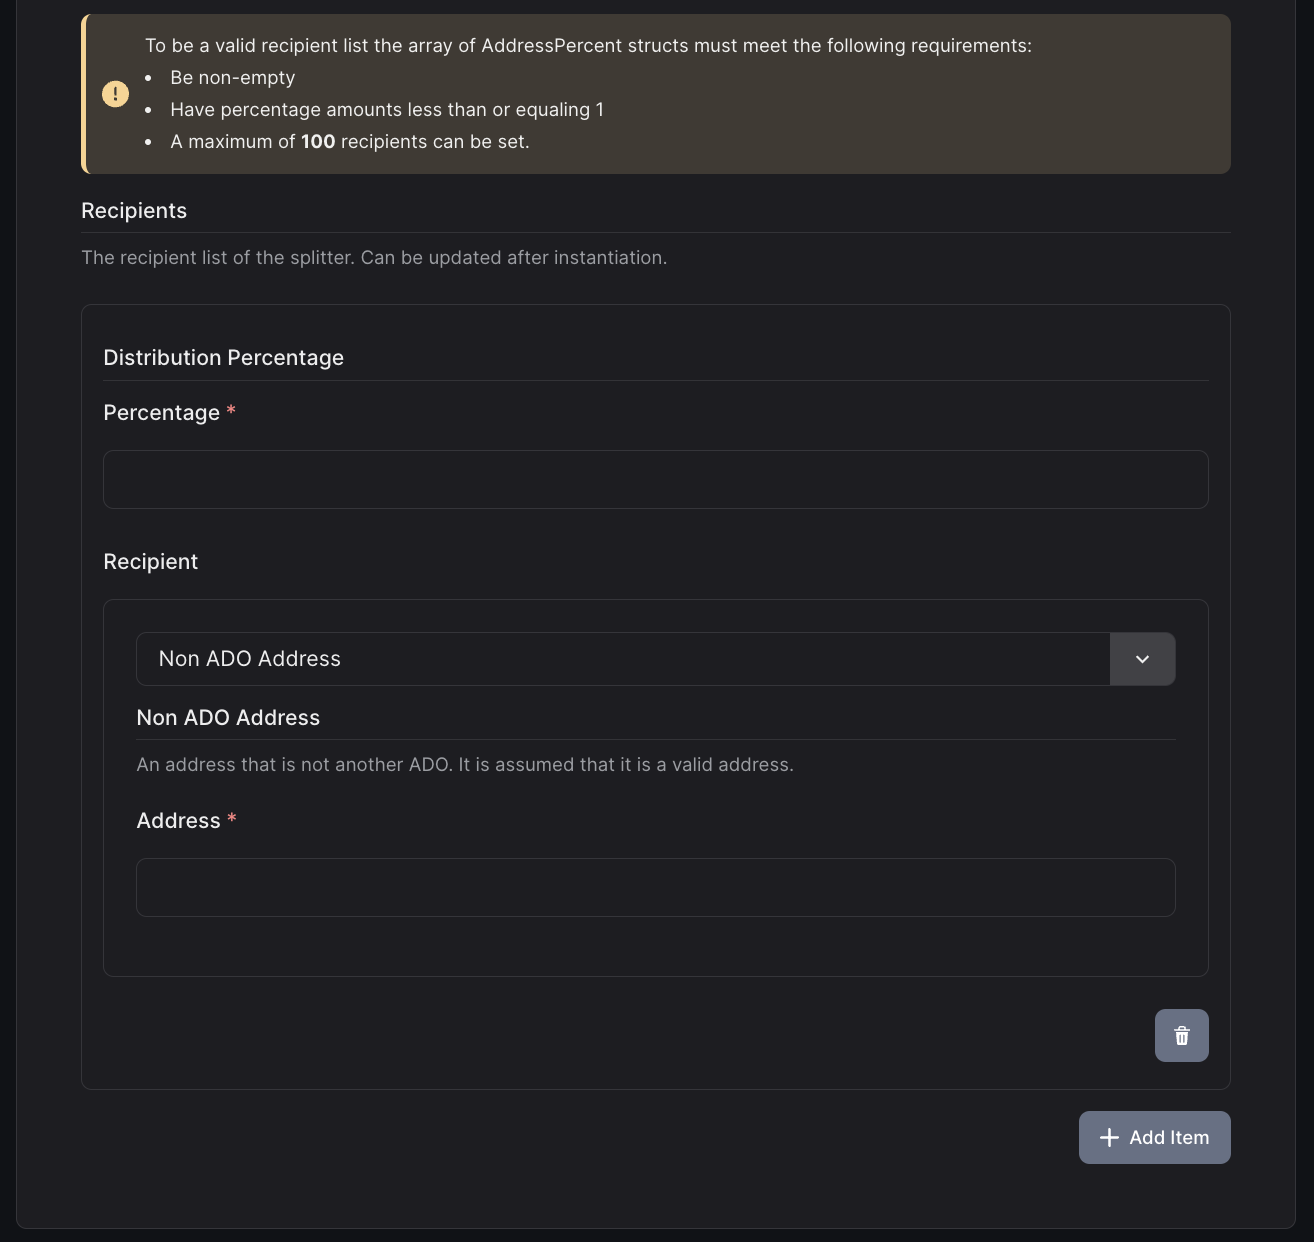 To be a valid recipient list the array of AddressPercent structs must meet the following requirements:
• Be non-empty
• Have percentage amounts less than or equaling 1
• A maximum of 100 recipients can be set.
Recipients
The recipient list of the splitter. Can be updated after instantiation.
Distribution Percentage
Percentage *
Recipient
Non ADO Address
Non ADO Address
An address that is not another ADO. It is assumed that it is a valid address.
Address *
Add Item